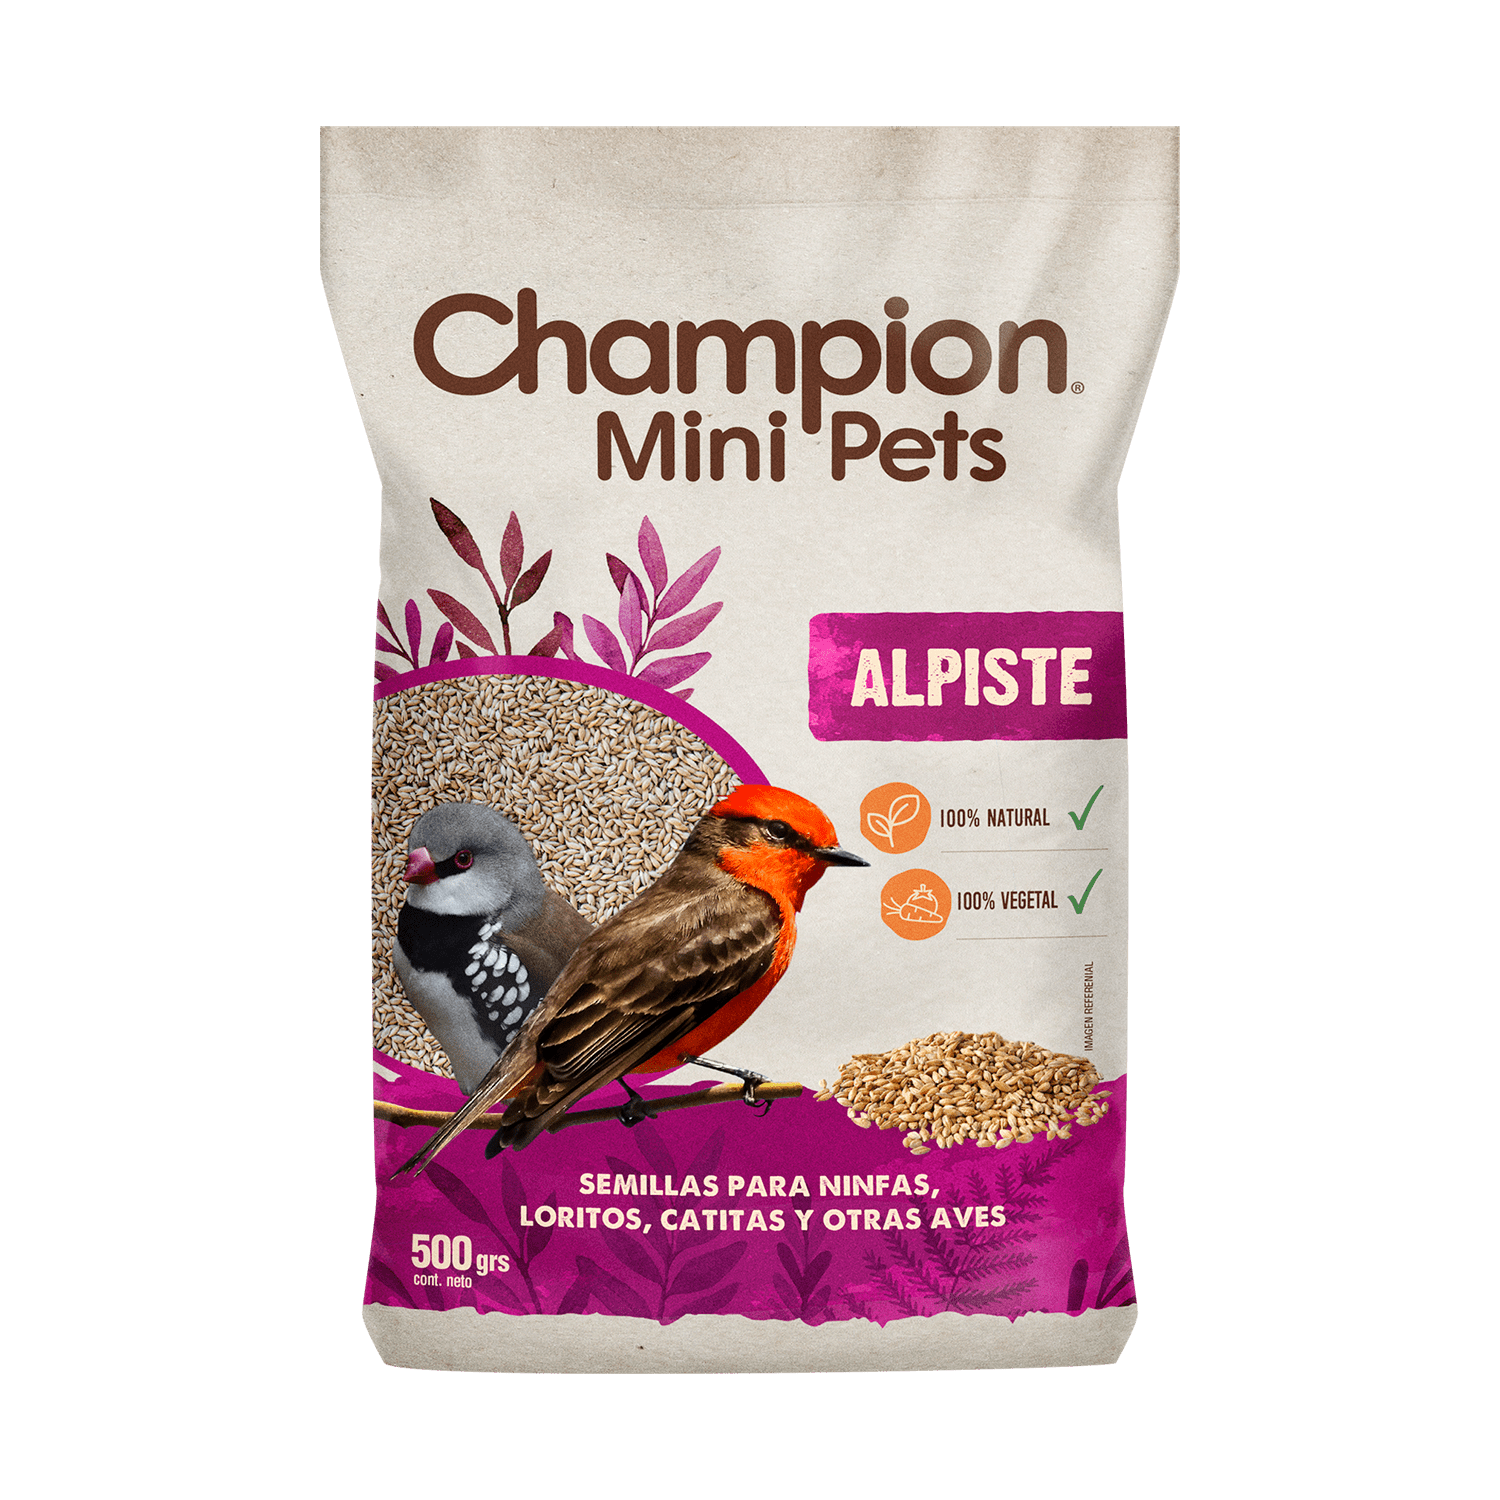 Champion®
Mini Pets
ALPISTE
100% NATURAL
100% VEGETAL
IMAGEN REFERENIAL
SEMILLAS PARA NINFAS,
LORITOS, CATITAS Y OTRAS AVES
500 grs
cont. neto